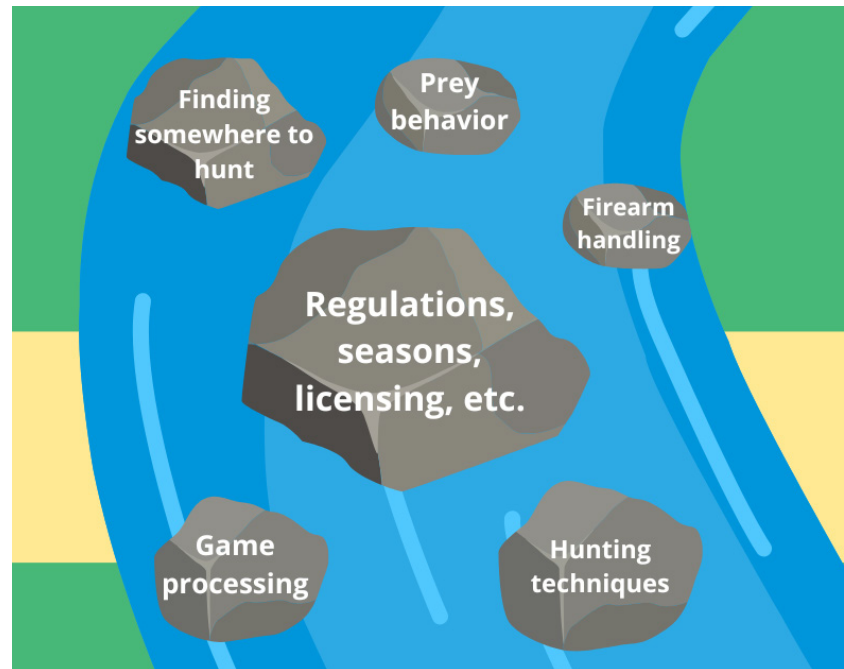 Finding
somewhere to
hunt
Prey
behavior
Firearm
handling
Regulations,
seasons,
licensing, etc.
Game
processing
Hunting
techniques